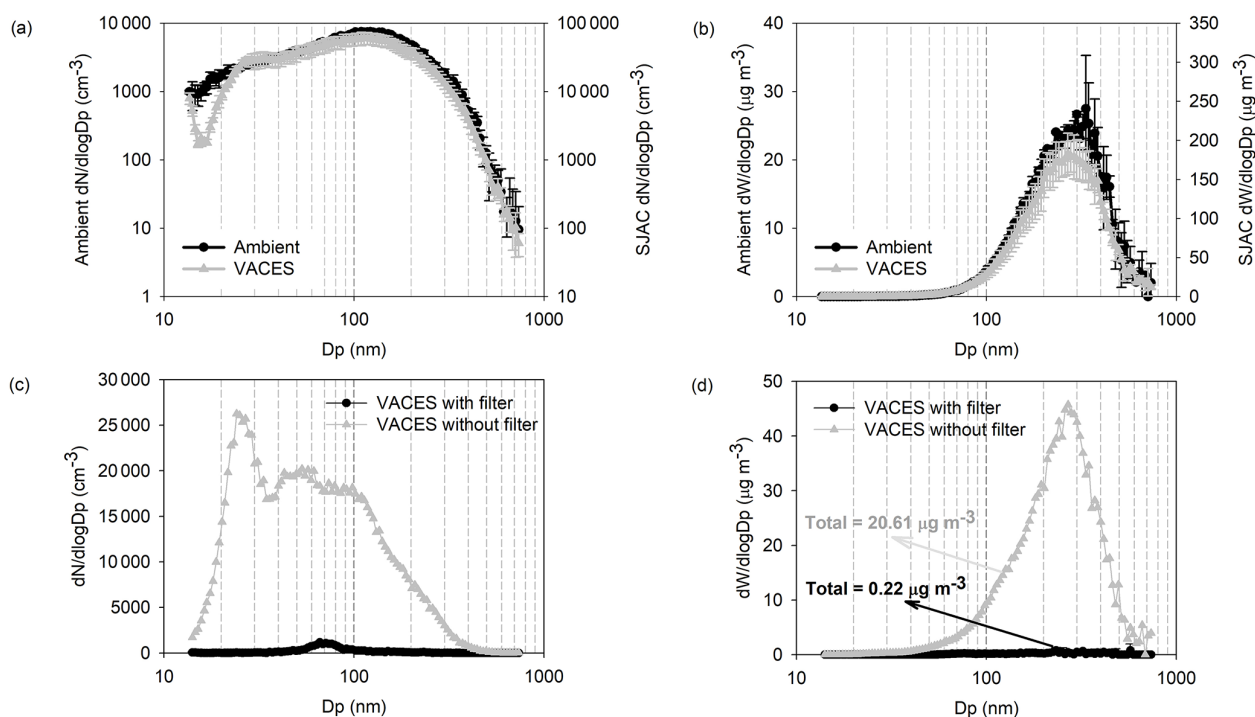 (a)
Ambient dN/dlogDp (cm⁻³)
10 000
1000
100
10
1
100 000
10 000
1000
100
10
SJAC dN/dlogDp (cm⁻³)
Ambient
VACES
10 100 1000
Dp (nm)
(b)
Ambient dW/dlogDp (μg m⁻³)
40
30
20
10
0
350
300
250
200
150
100
50
0
SJAC dW/dlogDp (μg m⁻³)
Ambient
VACES
10 100 1000
Dp (nm)
(c)
dN/dlogDp (cm⁻³)
30 000
25 000
20 000
15 000
10 000
5000
0
VACES with filter
VACES without filter
10 100 1000
Dp (nm)
(d)
dW/dlogDp (μg m⁻³)
50
40
30
20
10
0
VACES with filter
VACES without filter
Total = 20.61 μg m⁻³
Total = 0.22 μg m⁻³
10 100 1000
Dp (nm)